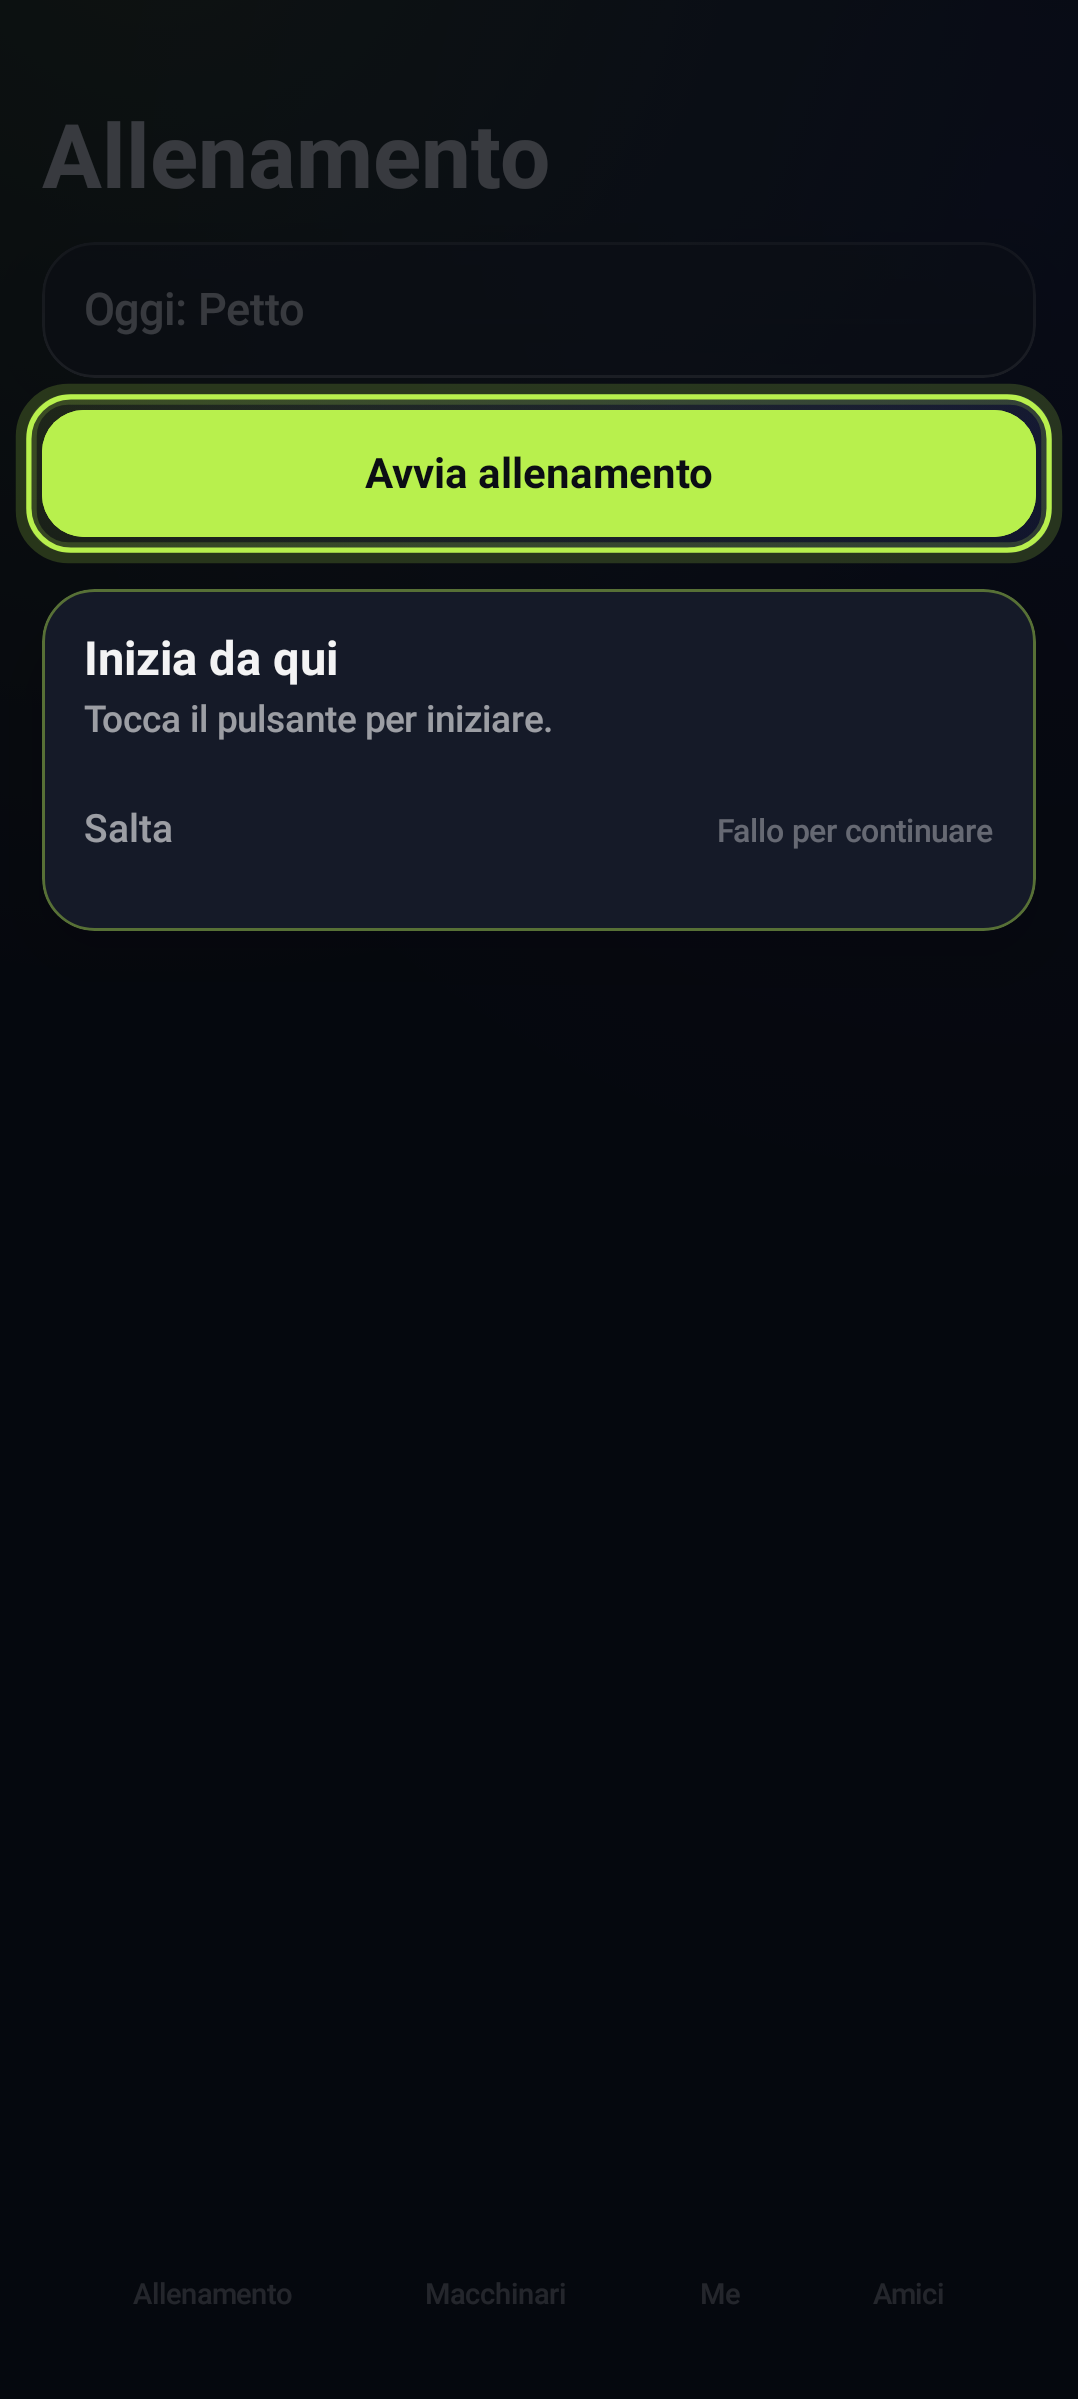 Allenamento
Oggi: Petto
Avvia allenamento
Inizia da qui
Tocca il pulsante per iniziare.
Salta
Fallo per continuare
Allenamento
Macchinari
Me
Amici